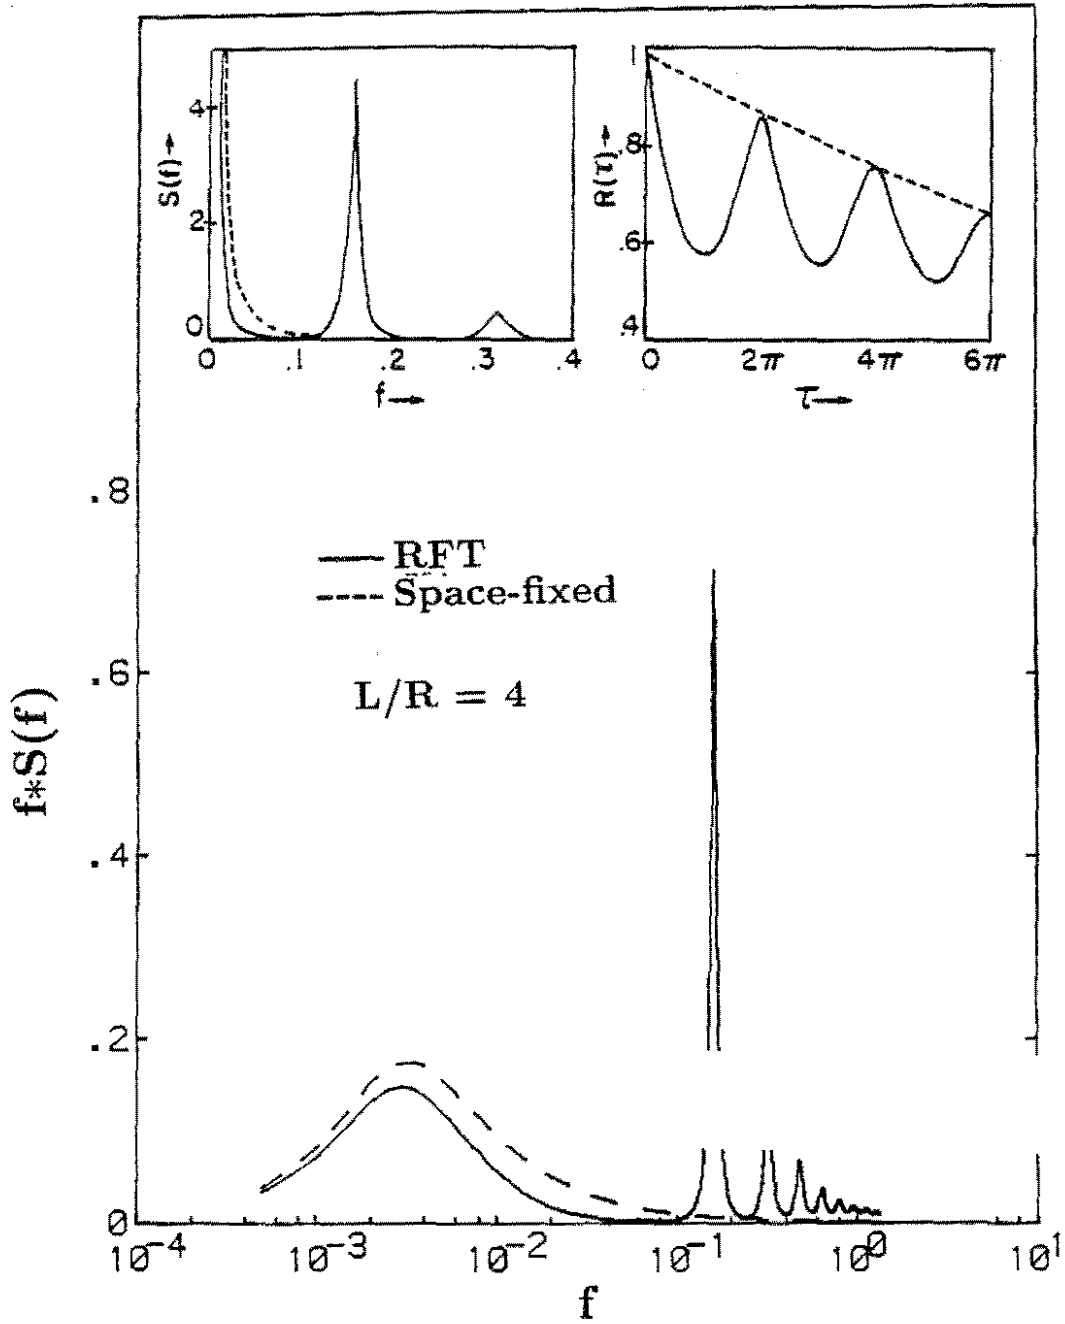 S(f)→
4
2
0
0 .1 .2 .3 .4
f→
R(τ)→
1
.8
.6
.4
0 2π 4π 6π
τ→
RFT
Space-fixed
L/R = 4
f*S(f)
.8
.6
.4
.2
0
10⁻⁴ 10⁻³ 10⁻² 10⁻¹ 10⁰ 10¹
f